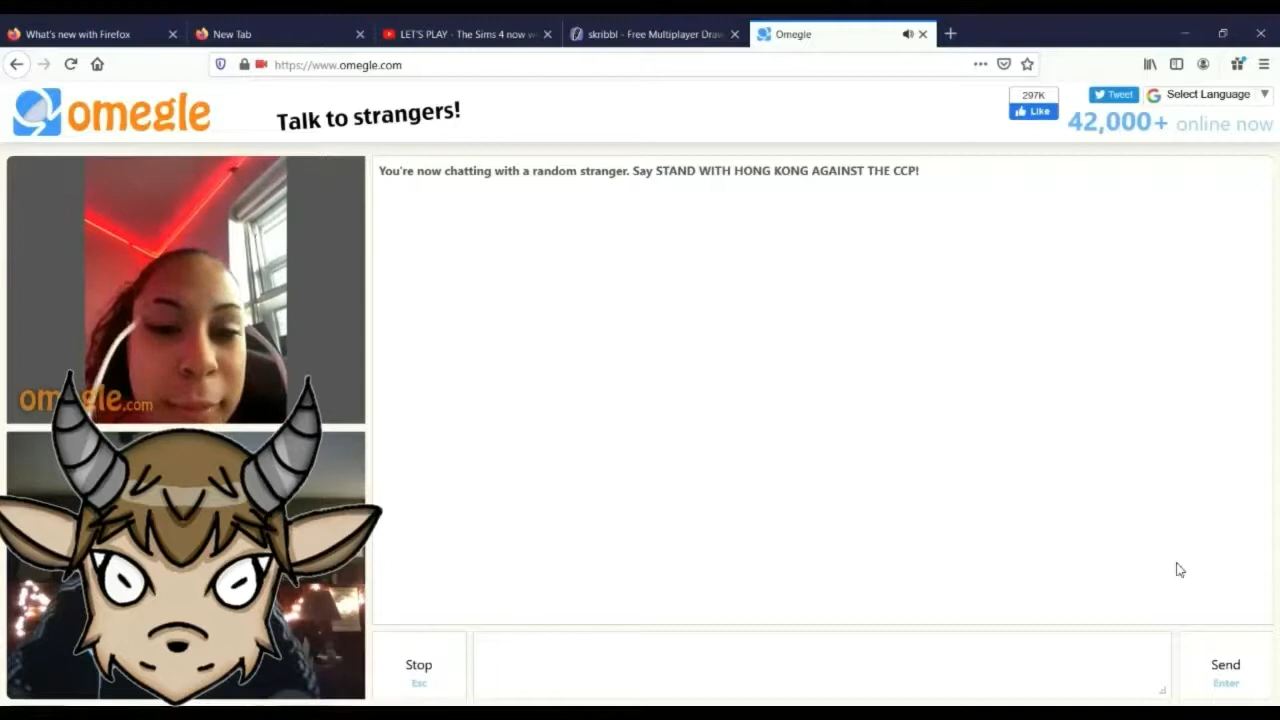 What's new with Firefox
New Tab
LET'S PLAY - The Sims 4 now w
skribbl - Free Multiplayer Draw
Omegle
https://www.omegle.com
omegle
Talk to strangers!
297K
Like
Tweet
Select Language
42,000+ online now
You're now chatting with a random stranger. Say STAND WITH HONG KONG AGAINST THE CCP!
omegle.com
Stop
Esc
Send
Enter